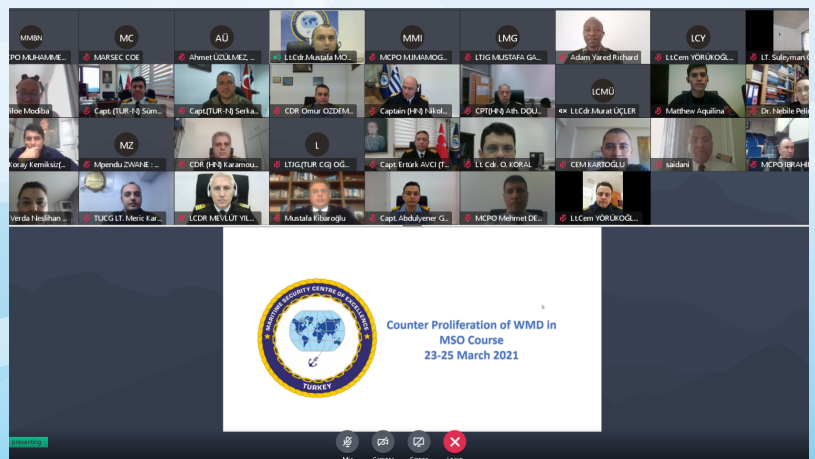 MMBN
MC
AÜ
MMI
LMG
LCY
CPO MUHAMME...
MARSEC COE
Ahmet ÜZÜLMEZ, ...
Lt.Cdr.Mustafa MO...
MCPO M.IMAMOG...
LTJG MUSTAFA GA...
Adam Yared Richard
Lt.Cem YÖRÜKOĞL...
LT. Suleyman
LCMÜ
iloe Modiba
Capt. (TUR-N) Süm...
Capt.(TUR-N) Serka...
CDR Omur OZDEM...
Captain (HN) Nikol...
CPT(HN) Ath. DOU...
Lt.Cdr.Murat ÜÇLER
Matthew Aquilina
Dr. Nebile Peli
MZ
L
Koray Kemiksiz(...
Mpendu ZWANE : ...
CDR (HN) Karamou...
LTJG.(TUR CG) OĞ...
Capt. Ertürk AVCI (T...
Lt. Cdr. O. KORAL
CEM KARTOĞLU
saidani
MCPO IBRAHI
Verda Neslihan ...
TUCG LT. Meric Kar...
LCDR MEVLÜT YIL...
Mustafa Kibaroğlu
Capt. Abdulyener G...
MCPO Mehmet DE...
Lt.Cem YÖRÜKOĞL...
MARITIME SECURITY CENTRE OF EXCELLENCE
TURKEY
Counter Proliferation of WMD in
MSO Course
23-25 March 2021
presenting